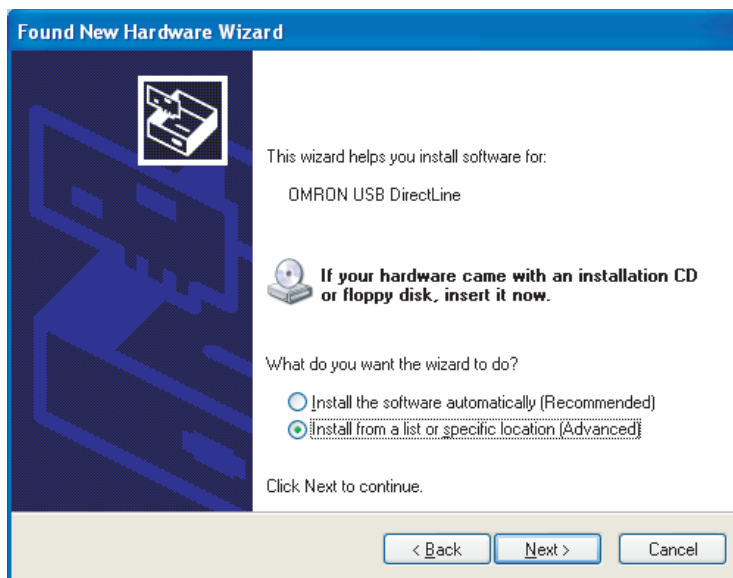 Found New Hardware Wizard
This wizard helps you install software for:
OMRON USB DirectLine
If your hardware came with an installation CD
or floppy disk, insert it now.
What do you want the wizard to do?
Install the software automatically (Recommended)
Install from a list or specific location (Advanced)
Click Next to continue.
< Back
Next >
Cancel